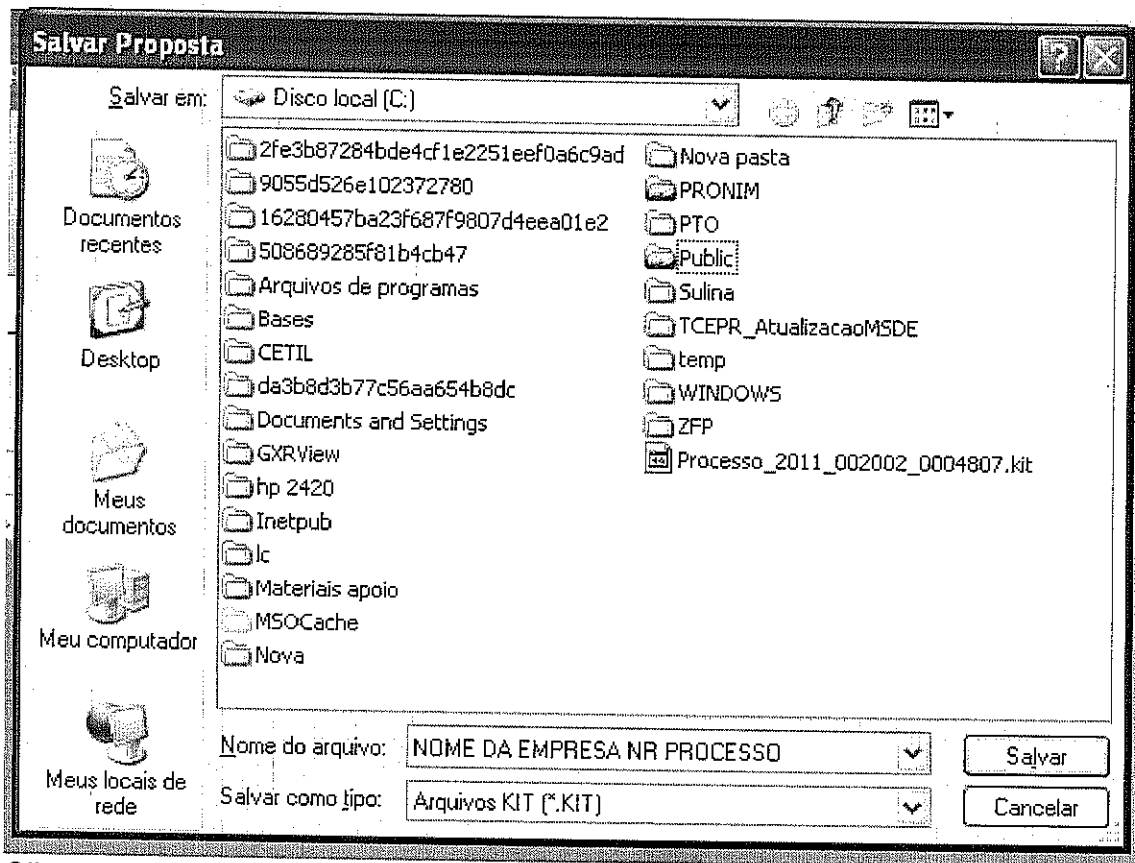 Salvar Proposta
Salvar em:
Disco local (C:)
Documentos
recentes
Desktop
Meus
documentos
Meu computador
Meus locais de
rede
2fe3b87284bde4cf1e2251eef0a6c9ad
9055d526e102372780
16280457ba23f687f9807d4eea01e2
508689285f81b4cb47
Arquivos de programas
Bases
CETIL
da3b8d3b77c56aa654b8dc
Documents and Settings
GXRView
hp 2420
Inetpub
lc
Materiais apoio
MSOCache
Nova
Nova pasta
PRONIM
PTO
Public
Sulina
TCEPR_AtualizacaoMSDE
temp
WINDOWS
ZFP
Processo_2011_002002_0004807.kit
Nome do arquivo:
NOME DA EMPRESA NR PROCESSO
Salvar
Salvar como tipo:
Arquivos KIT (*.KIT)
Cancelar